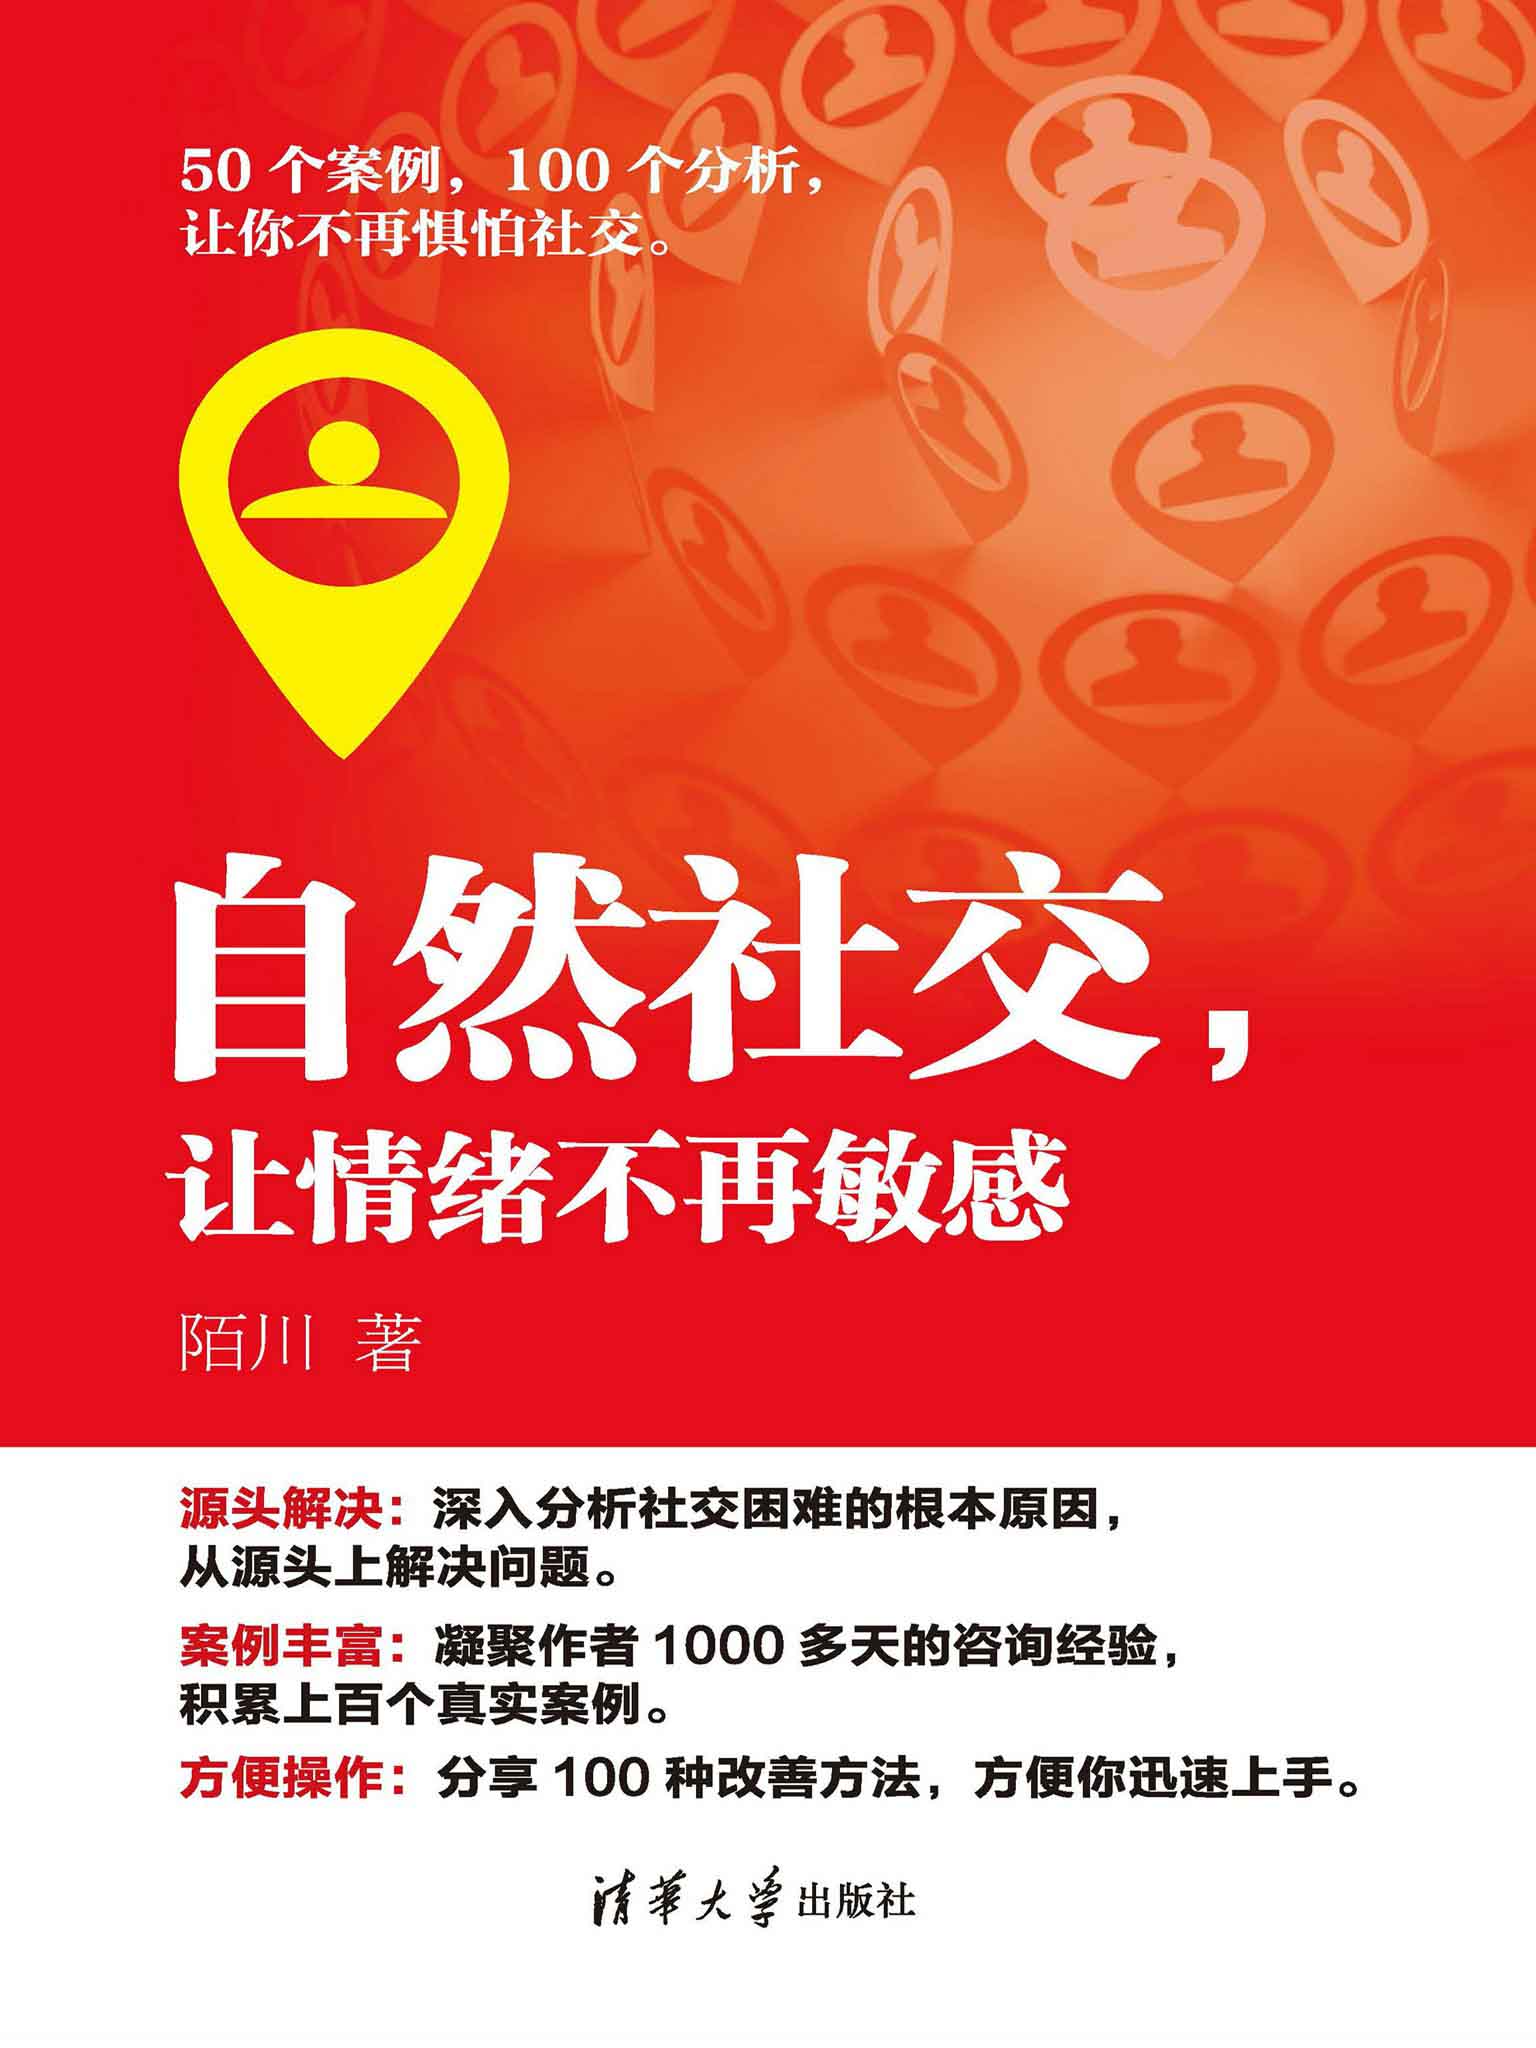 50 个案例，100 个分析，
让你不再惧怕社交。
自然社交，
让情绪不再敏感
陌川 著
源头解决：深入分析社交困难的根本原因，
从源头上解决问题。
案例丰富：凝聚作者 1000 多天的咨询经验，
积累上百个真实案例。
方便操作：分享 100 种改善方法，方便你迅速上手。
清華大学出版社